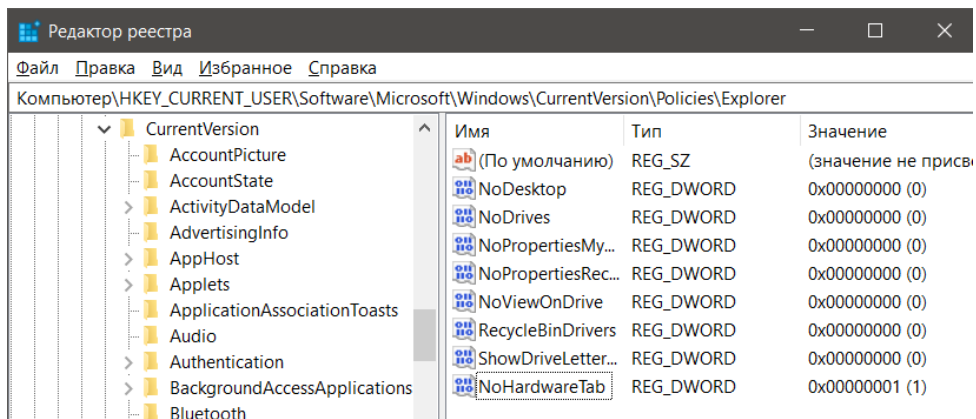 Редактор реестра
Файл Правка Вид Избранное Справка
Компьютер\HKEY_CURRENT_USER\Software\Microsoft\Windows\CurrentVersion\Policies\Explorer
CurrentVersion
AccountPicture
AccountState
ActivityDataModel
AdvertisingInfo
AppHost
Applets
ApplicationAssociationToasts
Audio
Authentication
BackgroundAccessApplications
Bluetooth
Имя Тип Значение
(По умолчанию) REG_SZ (значение не присв
NoDesktop REG_DWORD 0x00000000 (0)
NoDrives REG_DWORD 0x00000000 (0)
NoPropertiesMy... REG_DWORD 0x00000000 (0)
NoPropertiesRec... REG_DWORD 0x00000000 (0)
NoViewOnDrive REG_DWORD 0x00000000 (0)
RecycleBinDrivers REG_DWORD 0x00000000 (0)
ShowDriveLetter... REG_DWORD 0x00000000 (0)
NoHardwareTab REG_DWORD 0x00000001 (1)